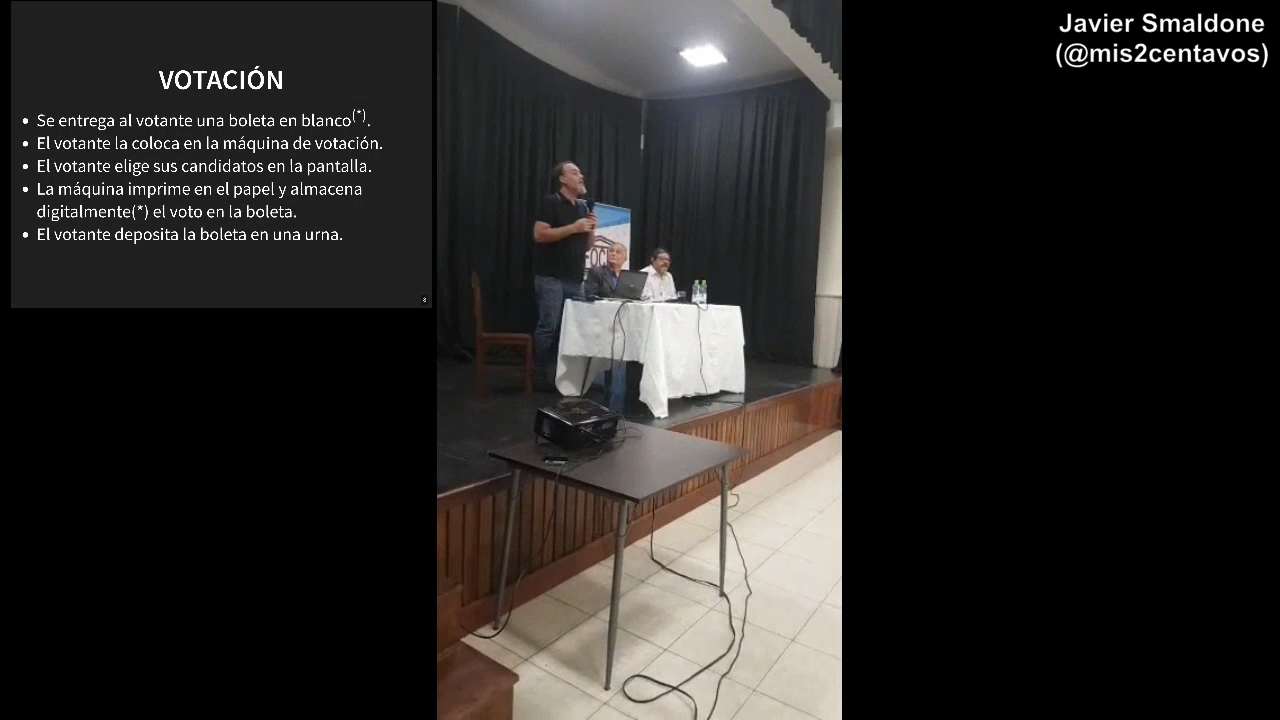 VOTACIÓN
• Se entrega al votante una boleta en blanco(*).
• El votante la coloca en la máquina de votación.
• El votante elige sus candidatos en la pantalla.
• La máquina imprime en el papel y almacena
digitalmente(*) el voto en la boleta.
• El votante deposita la boleta en una urna.
8
Javier Smaldone
(@mis2centavos)